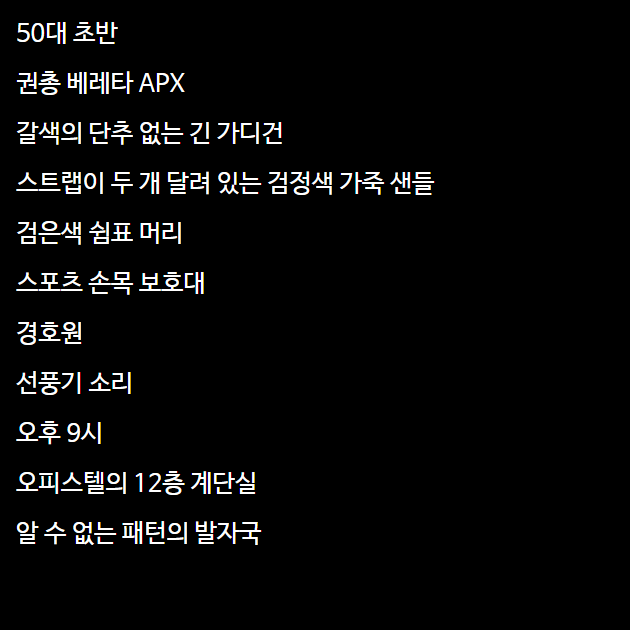 50대 초반
권총 베레타 APX
갈색의 단추 없는 긴 가디건
스트랩이 두 개 달려 있는 검정색 가죽 샌들
검은색 쉼표 머리
스포츠 손목 보호대
경호원
선풍기 소리
오후 9시
오피스텔의 12층 계단실
알 수 없는 패턴의 발자국